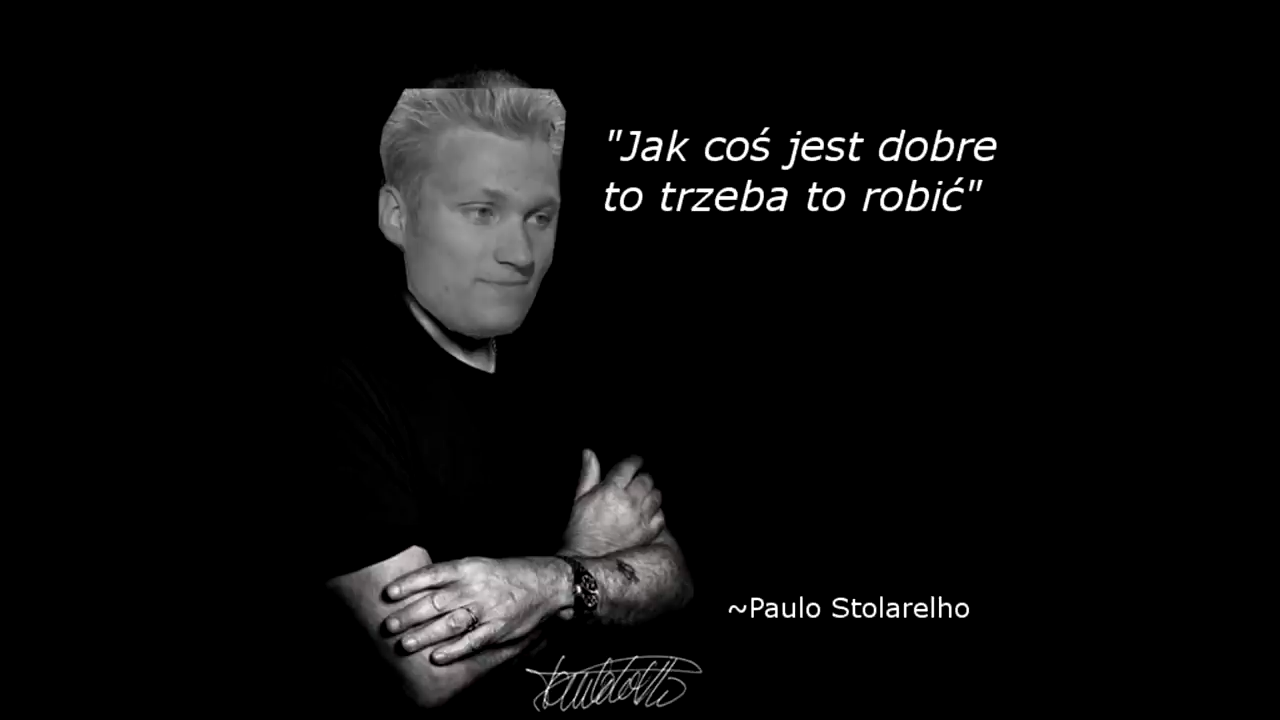 "Jak coś jest dobre
to trzeba to robić"
~Paulo Stolarelho